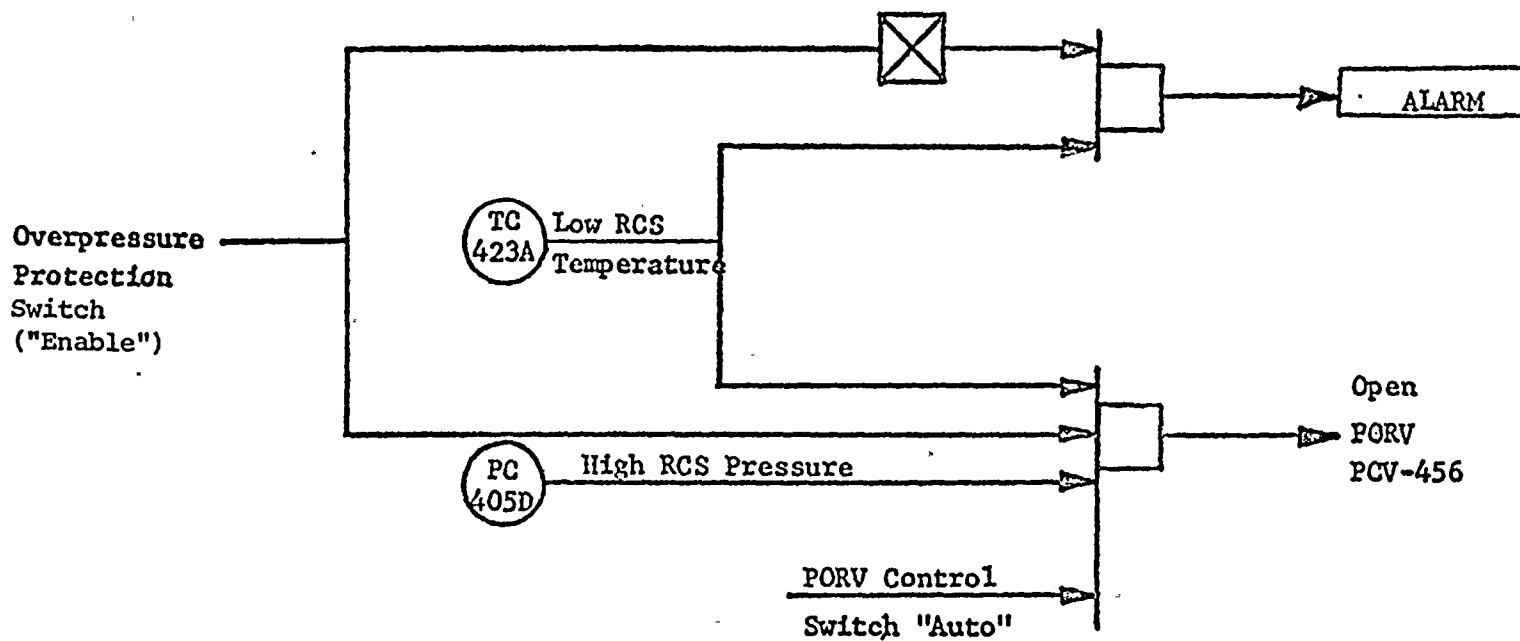 ALARM
Overpressure
Protection
Switch
("Enable")
TC
423A
Low RCS
Temperature
Open
PORV
PCV-456
PC
405D
High RCS Pressure
PORV Control
Switch "Auto"